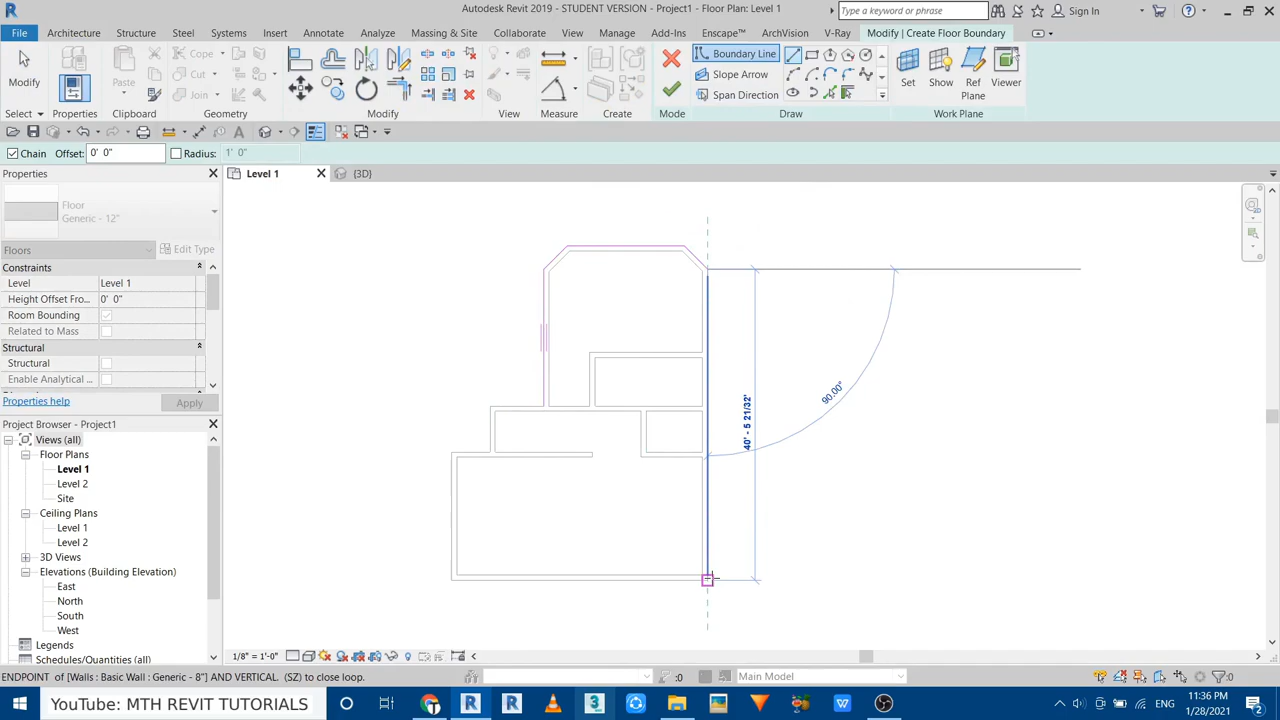 Autodesk Revit 2019 - STUDENT VERSION - Project1 - Floor Plan: Level 1
Type a keyword or phrase
Sign In
File Architecture Structure Steel Systems Insert Annotate Analyze Massing & Site Collaborate View Manage Add-Ins Enscape™ ArchVision Quixel Modify | Create Floor Boundary
Modify
Paste
Cope
Cut
Join
Boundary Line
Slope Arrow
Span Direction
Set Show Ref Plane Viewer
Select Properties Clipboard Geometry Modify View Measure Create Mode Draw Work Plane
Chain Offset: 0' 0" Radius: 1' 0"
Properties
Level 1
{3D}
Floor
Generic - 12"
Floors
Edit Type
Constraints
Level Level 1
Height Offset Fro... 0' 0"
Room Bounding
Related to Mass
Structural
Structural
Enable Analytical ...
Properties help
Apply
Project Browser - Project1
Views (all)
Floor Plans
Level 1
Level 2
Site
Ceiling Plans
Level 1
Level 2
3D Views
Elevations (Building Elevation)
East
North
South
West
Legends
Schedules/Quantities (all)
90.00°
40' - 5 21/32"
1/8" = 1'-0"
ENDPOINT of [Walls : Basic Wall : Generic - 8"] AND VERTICAL. (SZ) to close loop.
:0
Main Model
:0
YouTube: MTH REVIT TUTORIALS
11:36 PM
1/28/2021
2